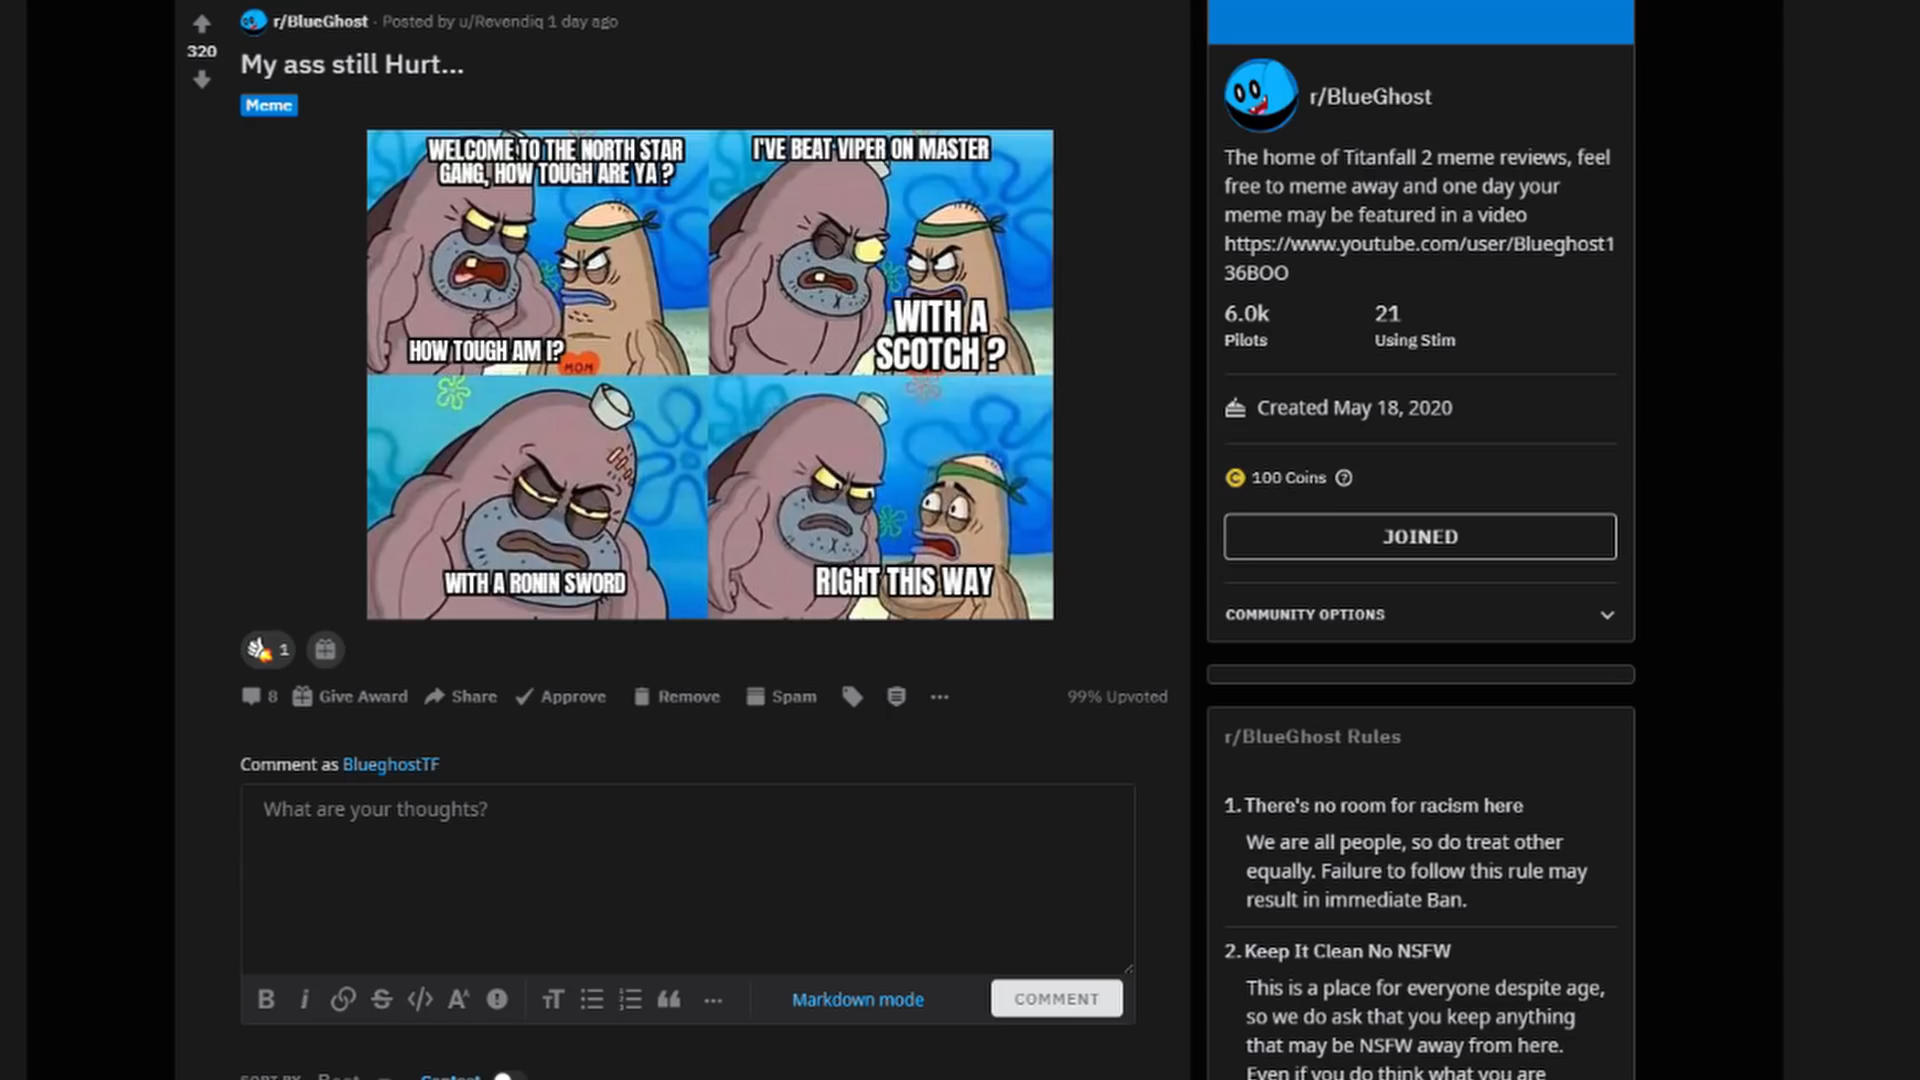 r/BlueGhost · Posted by u/Revendiq 1 day ago
320
My ass still Hurt...
Meme
WELCOME TO THE NORTH STAR
GANG, HOW TOUGH ARE YA ?
HOW TOUGH AM I?
MOM
I'VE BEAT VIPER ON MASTER
WITH A
SCOTCH ?
WITH A RONIN SWORD
RIGHT THIS WAY
1
8 Give Award Share Approve Remove Spam ... 99% Upvoted
Comment as BlueghostTF
What are your thoughts?
Markdown mode COMMENT
r/BlueGhost
The home of Titanfall 2 meme reviews, feel
free to meme away and one day your
meme may be featured in a video
https://www.youtube.com/user/Blueghost1
36BOO
6.0k 21
Pilots Using Stim
Created May 18, 2020
100 Coins
JOINED
COMMUNITY OPTIONS
r/BlueGhost Rules
1. There's no room for racism here
We are all people, so do treat other
equally. Failure to follow this rule may
result in immediate Ban.
2. Keep It Clean No NSFW
This is a place for everyone despite age,
so we do ask that you keep anything
that may be NSFW away from here.
Even if you do think what you are